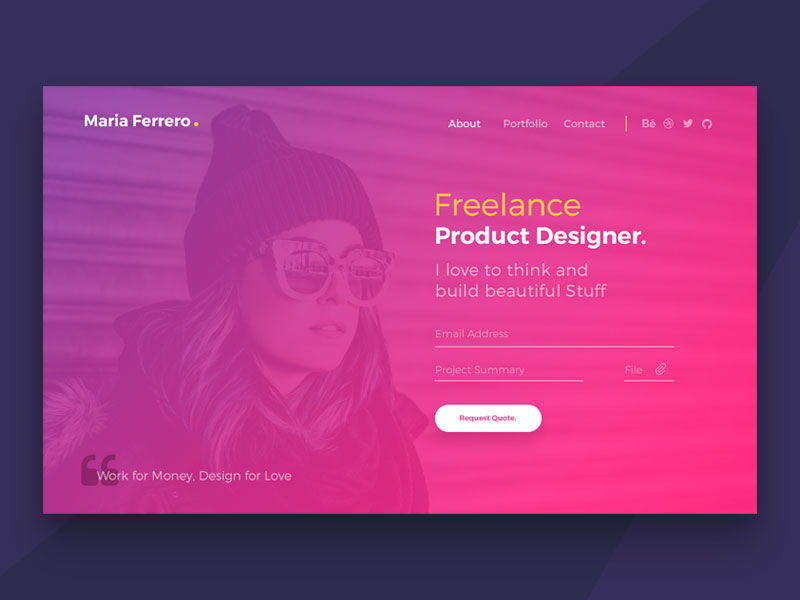 Maria Ferrero.
About Portfolio Contact Bē
Freelance
Product Designer.
I love to think and
build beautiful Stuff
Email Address
Project Summary File
Request Quote.
“Work for Money, Design for Love